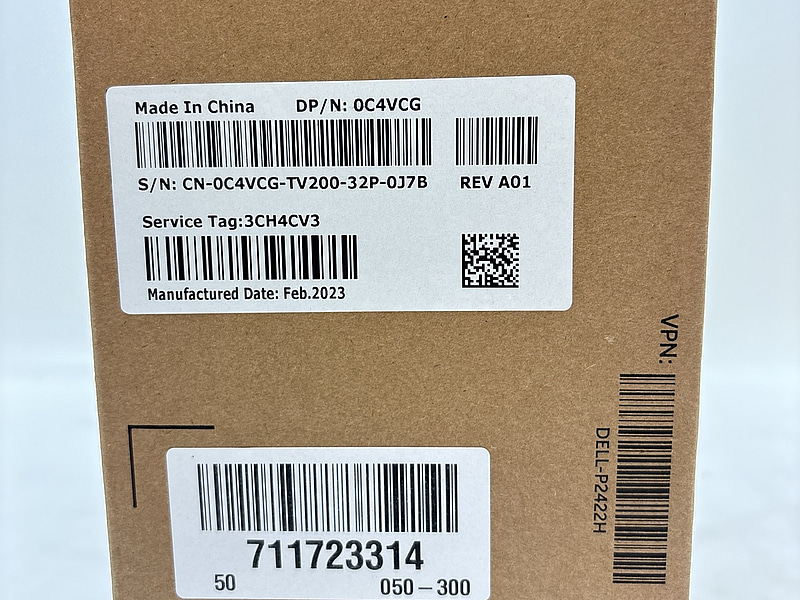 Made In China DP/N: 0C4VCG
S/N: CN-0C4VCG-TV200-32P-0J7B REV A01
Service Tag:3CH4CV3
Manufactured Date: Feb.2023
VPN:
DELL-P2422H
711723314
50 050-300